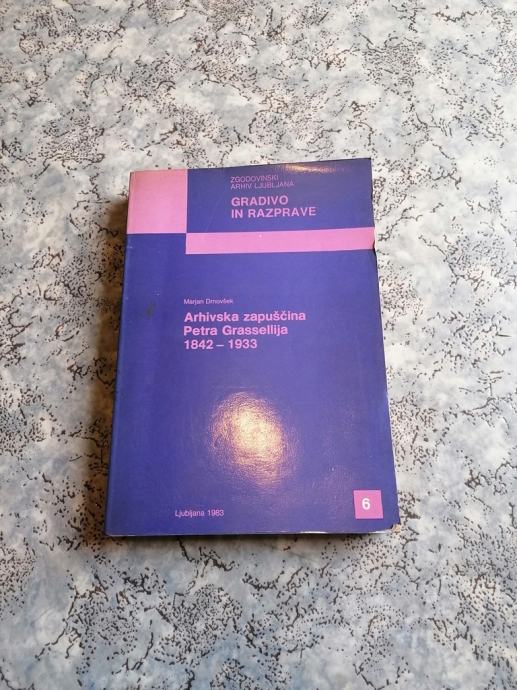 ZGODOVINSKI
ARHIV LJUBLJANA
GRADIVO
IN RAZPRAVE
Marjan Drnovšek
Arhivska zapuščina
Petra Grassellija
1842 – 1933
Ljubljana 1983
6